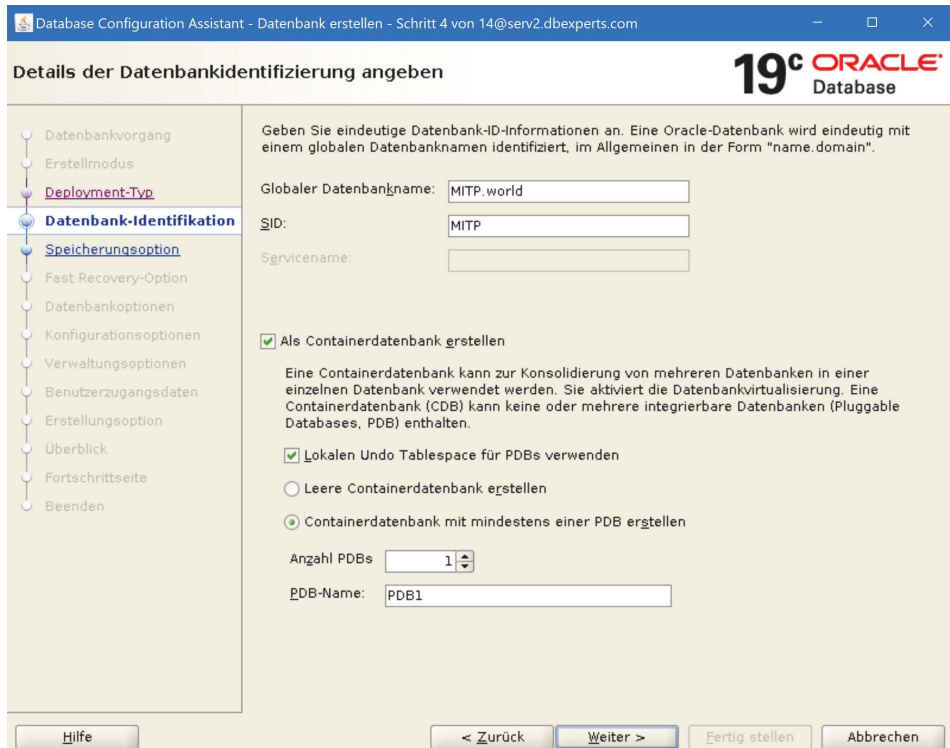 Database Configuration Assistant - Datenbank erstellen - Schritt 4 von 14@serv2.dbexperts.com
Details der Datenbankidentifizierung angeben
19c ORACLE
Database
Datenbankvorgang
Erstellmodus
Deployment-Typ
Datenbank-Identifikation
Speicherungsoption
Fast Recovery-Option
Datenbankoptionen
Konfigurationsoptionen
Verwaltungsoptionen
Benutzerzugangsdaten
Erstellungsoption
Überblick
Fortschrittseite
Beenden
Geben Sie eindeutige Datenbank-ID-Informationen an. Eine Oracle-Datenbank wird eindeutig mit
einem globalen Datenbanknamen identifiziert, im Allgemeinen in der Form "name.domain".
Globaler Datenbankname: MITP.world
SID: MITP
Servicename:
Als Containerdatenbank erstellen
Eine Containerdatenbank kann zur Konsolidierung von mehreren Datenbanken in einer
einzelnen Datenbank verwendet werden. Sie aktiviert die Datenbankvirtualisierung. Eine
Containerdatenbank (CDB) kann keine oder mehrere integrierbare Datenbanken (Pluggable
Databases, PDB) enthalten.
Lokalen Undo Tablespace für PDBs verwenden
Leere Containerdatenbank erstellen
Containerdatenbank mit mindestens einer PDB erstellen
Anzahl PDBs 1
PDB-Name: PDB1
Hilfe < Zurück Weiter > Fertig stellen Abbrechen